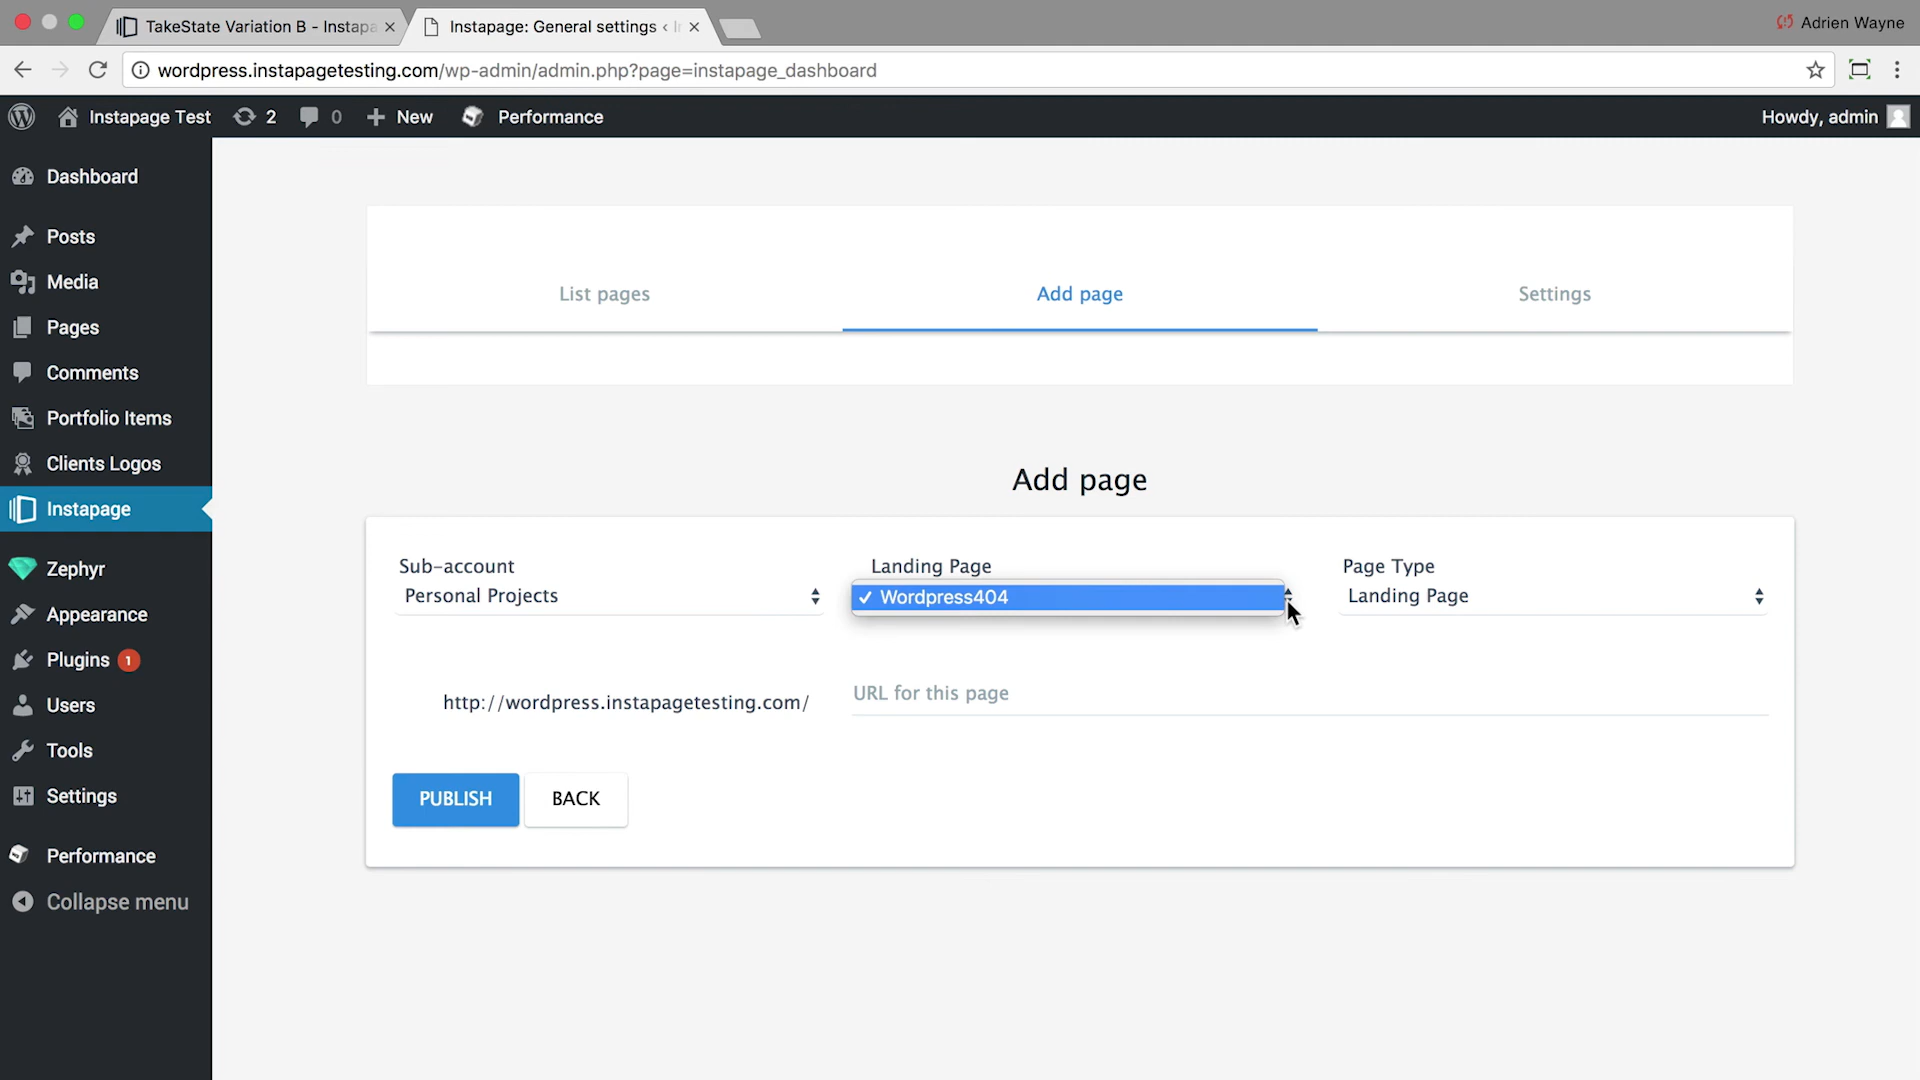 TakeState Variation B - Instapa
Instapage: General settings ‹ I
Adrien Wayne
wordpress.instapagetesting.com/wp-admin/admin.php?page=instapage_dashboard
Instapage Test
2
0
New
Performance
Howdy, admin
Dashboard
Posts
Media
Pages
Comments
Portfolio Items
Clients Logos
Instapage
Zephyr
Appearance
Plugins 1
Users
Tools
Settings
Performance
Collapse menu
List pages
Add page
Settings
Add page
Sub-account
Personal Projects
Landing Page
✓ Wordpress404
Page Type
Landing Page
http://wordpress.instapagetesting.com/
URL for this page
PUBLISH
BACK